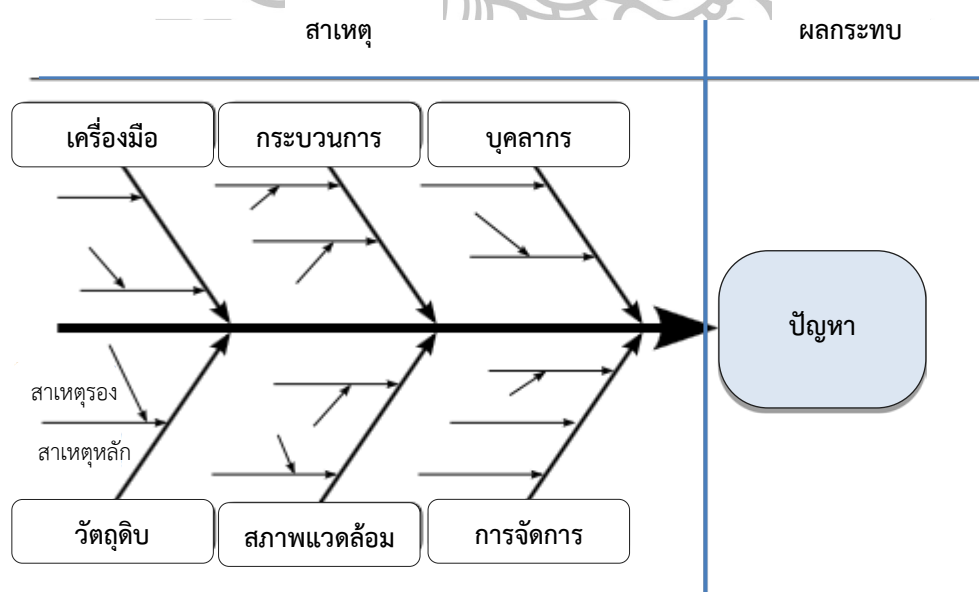 สาเหตุ
ผลกระทบ
เครื่องมือ
กระบวนการ
บุคลากร
ปัญหา
สาเหตุรอง
สาเหตุหลัก
วัตถุดิบ
สภาพแวดล้อม
การจัดการ